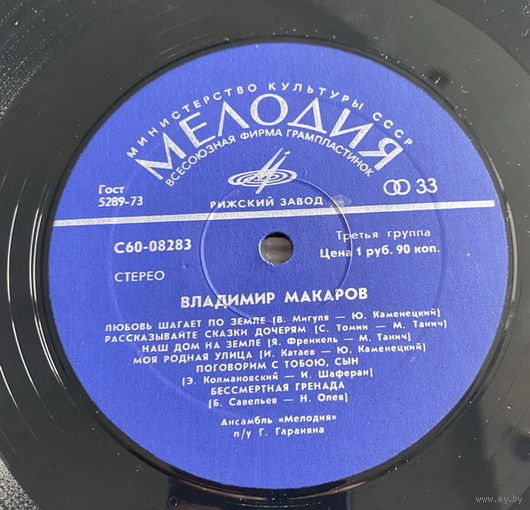 МИНИСТЕРСТВО КУЛЬТУРЫ СССР
МЕЛОДИЯ
ВСЕСОЮЗНАЯ ФИРМА ГРАМПЛАСТИНОК
Гост
5289-73
РИЖСКИЙ ЗАВОД
33
С60-08283
Третья группа
Цена 1 руб. 90 коп.
СТЕРЕО
ВЛАДИМИР МАКАРОВ
ЛЮБОВЬ ШАГАЕТ ПО ЗЕМЛЕ (В. Мигуля — Ю. Каменецкий)
РАССКАЗЫВАЙТЕ СКАЗКИ ДОЧЕРЯМ (С. Томин — М. Танич)
НАШ ДОМ НА ЗЕМЛЕ (Я. Френкель — М. Танич)
МОЯ РОДНАЯ УЛИЦА (И. Катаев — Ю. Каменецкий)
ПОГОВОРИМ С ТОБОЮ, СЫН
(Э. Колмановский — И. Шаферан)
БЕССМЕРТНАЯ ГРЕНАДА
(Б. Савельев — Н. Олев)
Ансамбль «Мелодия»
п/у Г. Гараняна
www.ay.by